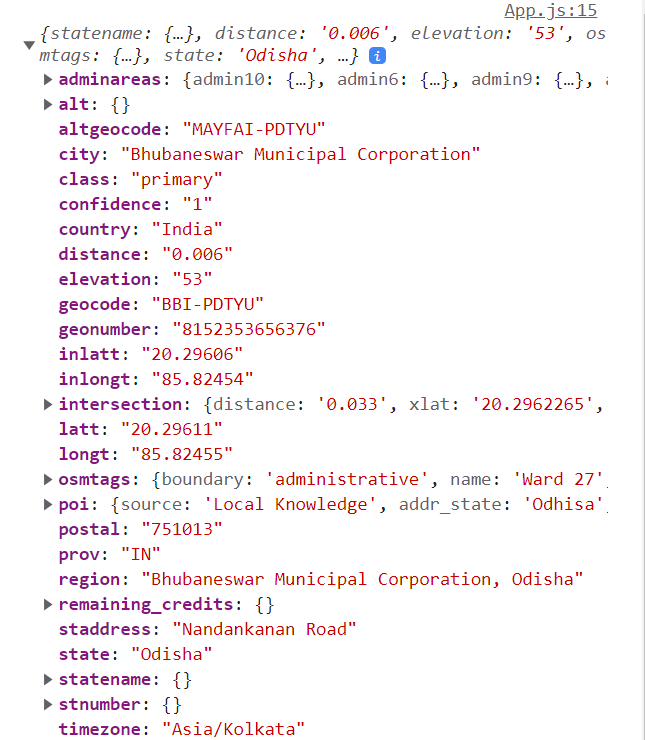 App.js:15
{statename: {…}, distance: '0.006', elevation: '53', os
mtags: {…}, state: 'Odisha', …} i
adminareas: {admin10: {…}, admin6: {…}, admin9: {…}, a
alt: {}
altgeocode: "MAYFAI-PDTYU"
city: "Bhubaneswar Municipal Corporation"
class: "primary"
confidence: "1"
country: "India"
distance: "0.006"
elevation: "53"
geocode: "BBI-PDTYU"
geonumber: "8152353656376"
inlatt: "20.29606"
inlongt: "85.82454"
intersection: {distance: '0.033', xlat: '20.2962265',
latt: "20.29611"
longt: "85.82455"
osmtags: {boundary: 'administrative', name: 'Ward 27',
poi: {source: 'Local Knowledge', addr_state: 'Odhisa',
postal: "751013"
prov: "IN"
region: "Bhubaneswar Municipal Corporation, Odisha"
remaining_credits: {}
staddress: "Nandankanan Road"
state: "Odisha"
statename: {}
stnumber: {}
timezone: "Asia/Kolkata"